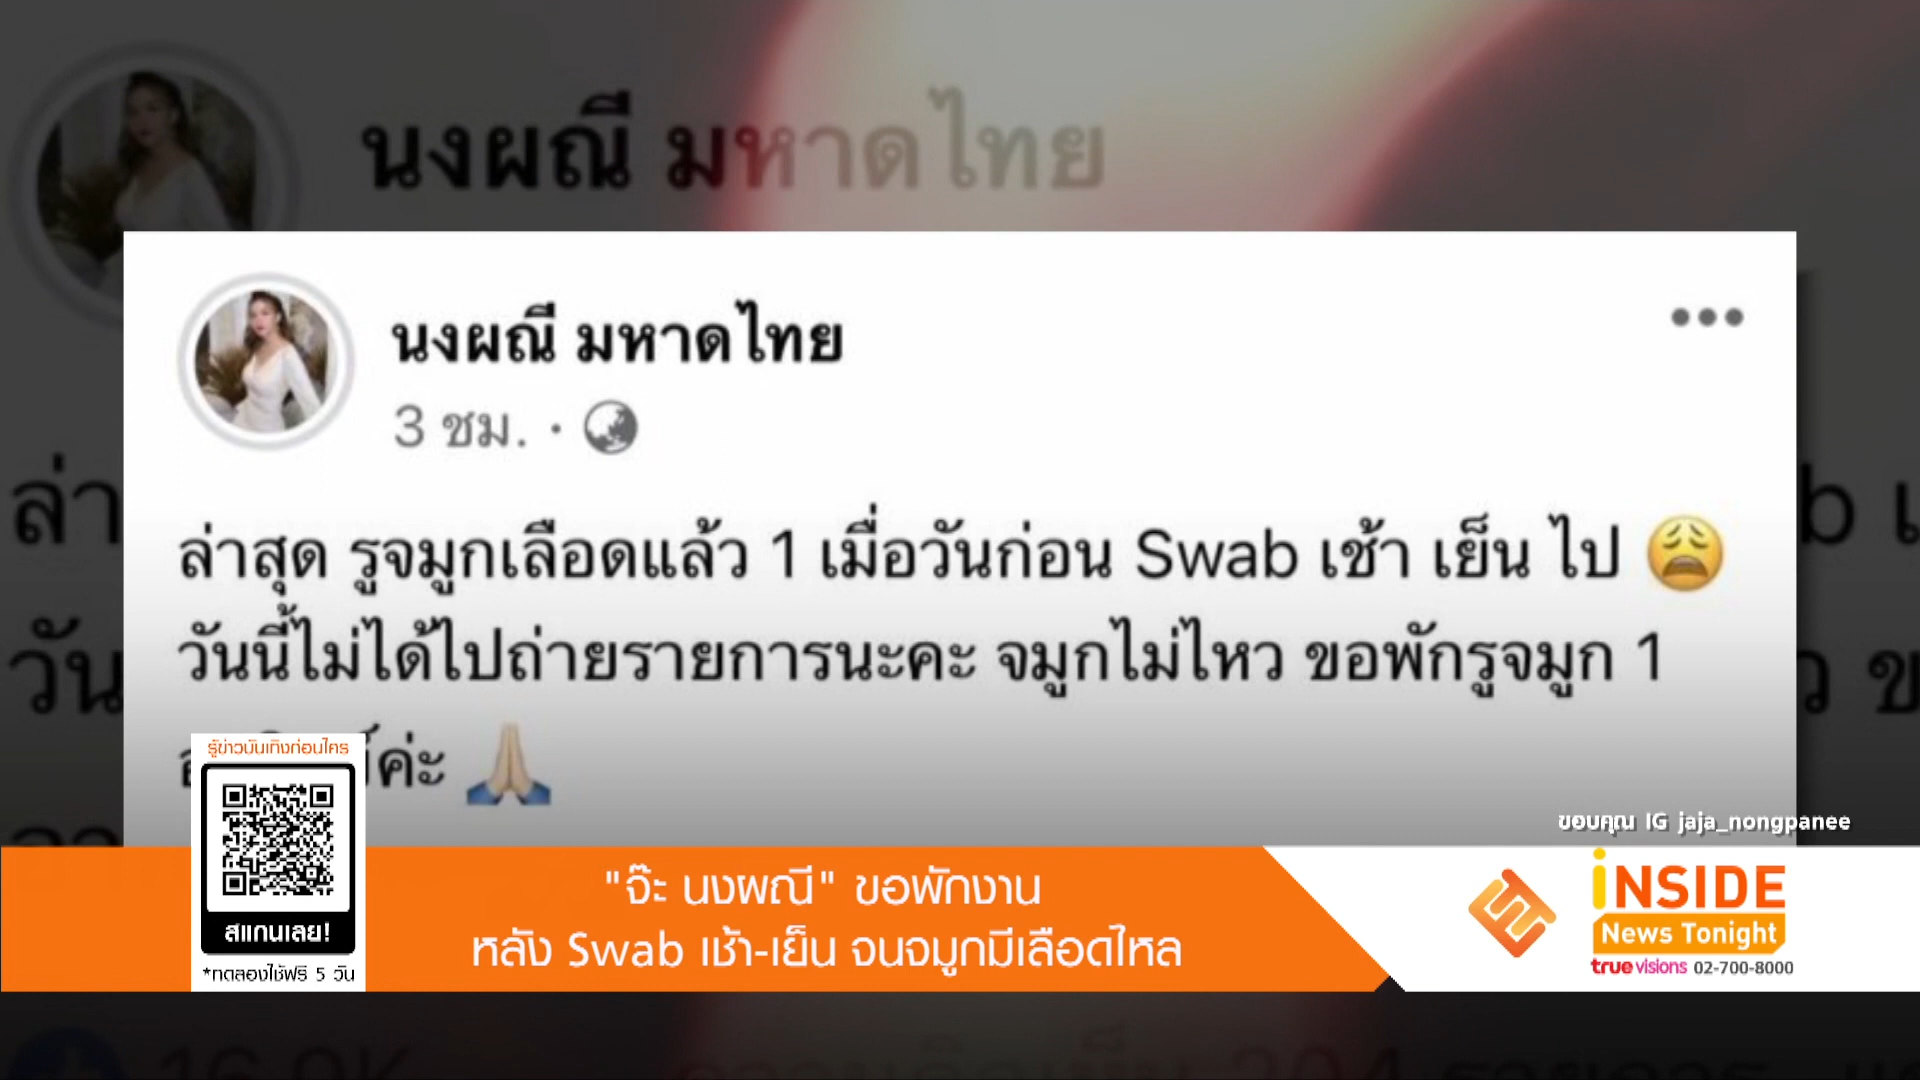 นงผณี มหาดไทย
นงผณี มหาดไทย
3 ชม. ·
ล่าสุด รูจมูกเลือดแล้ว 1 เมื่อวันก่อน Swab เช้า เย็น ไป 😩
วันนี้ไม่ได้ไปถ่ายรายการนะคะ จมูกไม่ไหว ขอพักรูจมูก 1
ค่ะ 🙏🏻
รู้ข่าวบันเทิงก่อนใคร
สแกนเลย!
*ทดลองใช้ฟรี 5 วัน
ขอบคุณ IG jaja_nongpanee
"จ๊ะ นงผณี" ขอพักงาน
หลัง Swab เช้า-เย็น จนจมูกมีเลือดไหล
iNSIDE
News Tonight
truevisions 02-700-8000